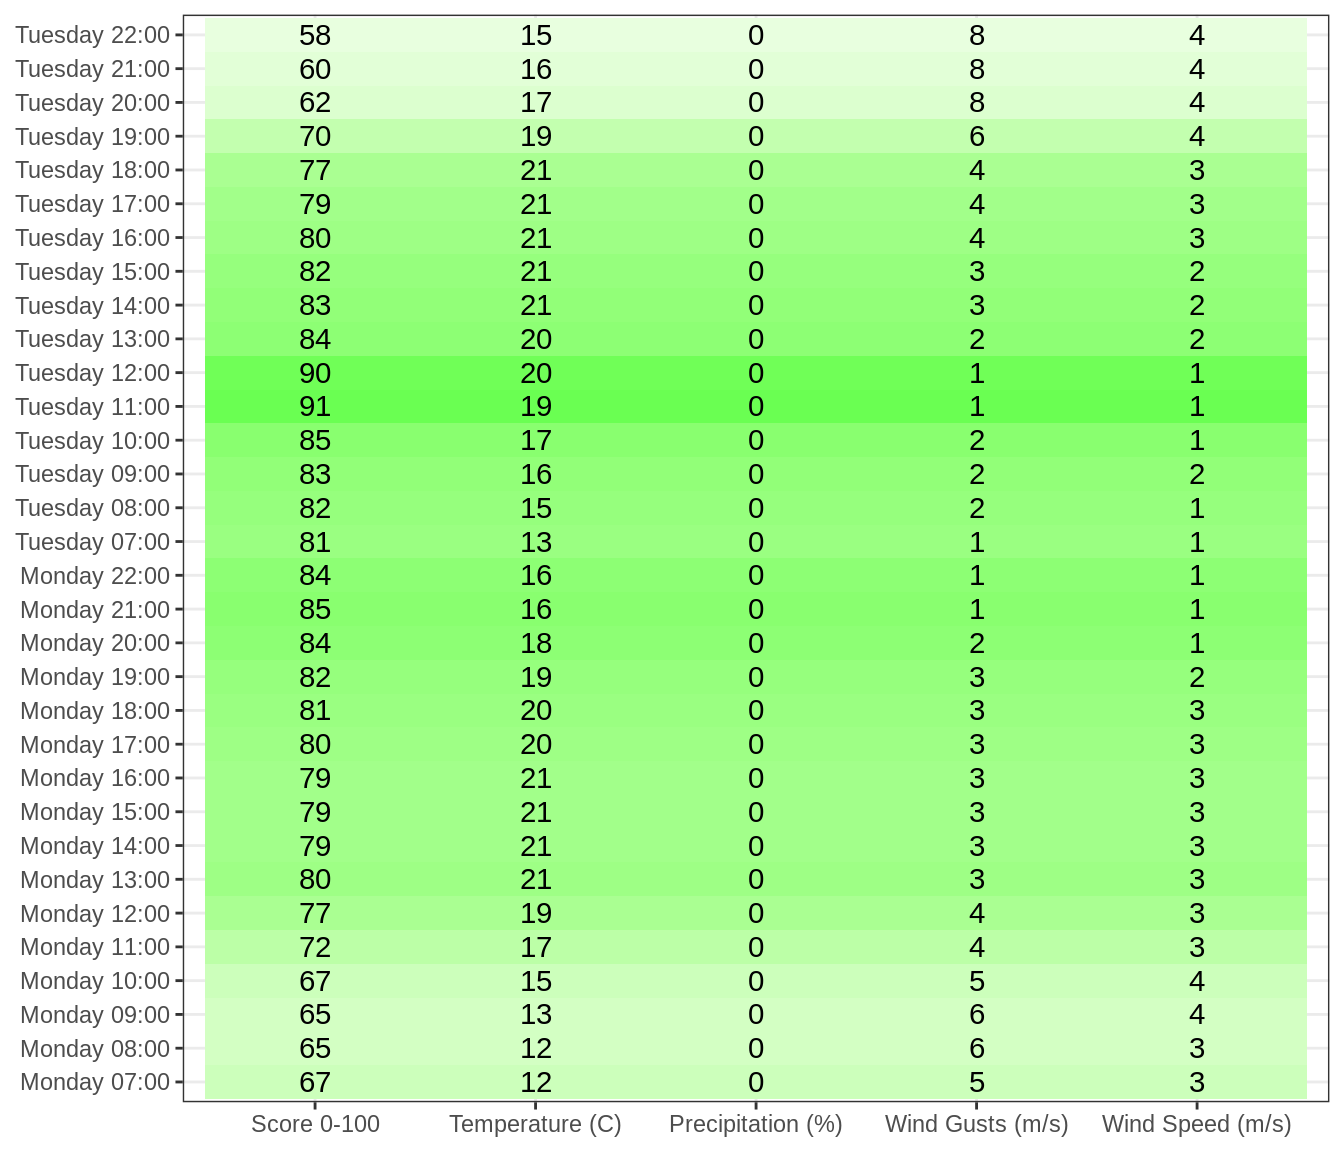 Tuesday 22:00 58 15 0 8 4
Tuesday 21:00 60 16 0 8 4
Tuesday 20:00 62 17 0 8 4
Tuesday 19:00 70 19 0 6 4
Tuesday 18:00 77 21 0 4 3
Tuesday 17:00 79 21 0 4 3
Tuesday 16:00 80 21 0 4 3
Tuesday 15:00 82 21 0 3 2
Tuesday 14:00 83 21 0 3 2
Tuesday 13:00 84 20 0 2 2
Tuesday 12:00 90 20 0 1 1
Tuesday 11:00 91 19 0 1 1
Tuesday 10:00 85 17 0 2 1
Tuesday 09:00 83 16 0 2 2
Tuesday 08:00 82 15 0 2 1
Tuesday 07:00 81 13 0 1 1
Monday 22:00 84 16 0 1 1
Monday 21:00 85 16 0 1 1
Monday 20:00 84 18 0 2 1
Monday 19:00 82 19 0 3 2
Monday 18:00 81 20 0 3 3
Monday 17:00 80 20 0 3 3
Monday 16:00 79 21 0 3 3
Monday 15:00 79 21 0 3 3
Monday 14:00 79 21 0 3 3
Monday 13:00 80 21 0 3 3
Monday 12:00 77 19 0 4 3
Monday 11:00 72 17 0 4 3
Monday 10:00 67 15 0 5 4
Monday 09:00 65 13 0 6 4
Monday 08:00 65 12 0 6 3
Monday 07:00 67 12 0 5 3
Score 0-100 Temperature (C) Precipitation (%) Wind Gusts (m/s) Wind Speed (m/s)